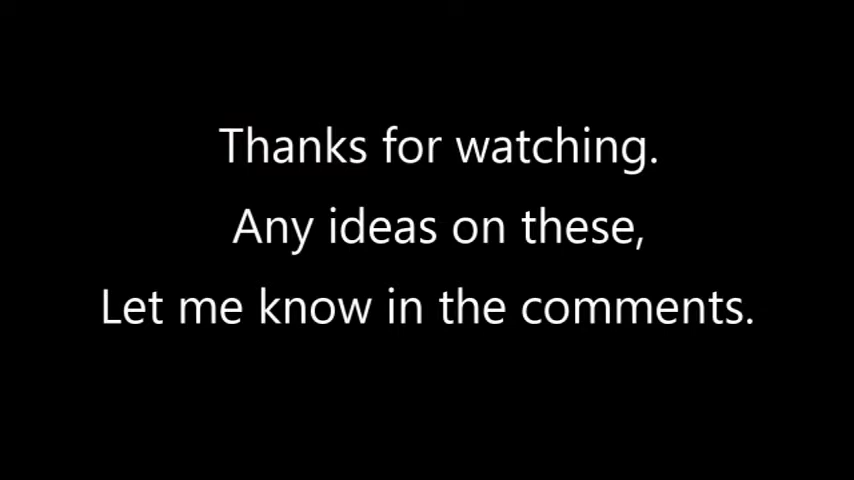 Thanks for watching.
Any ideas on these,
Let me know in the comments.